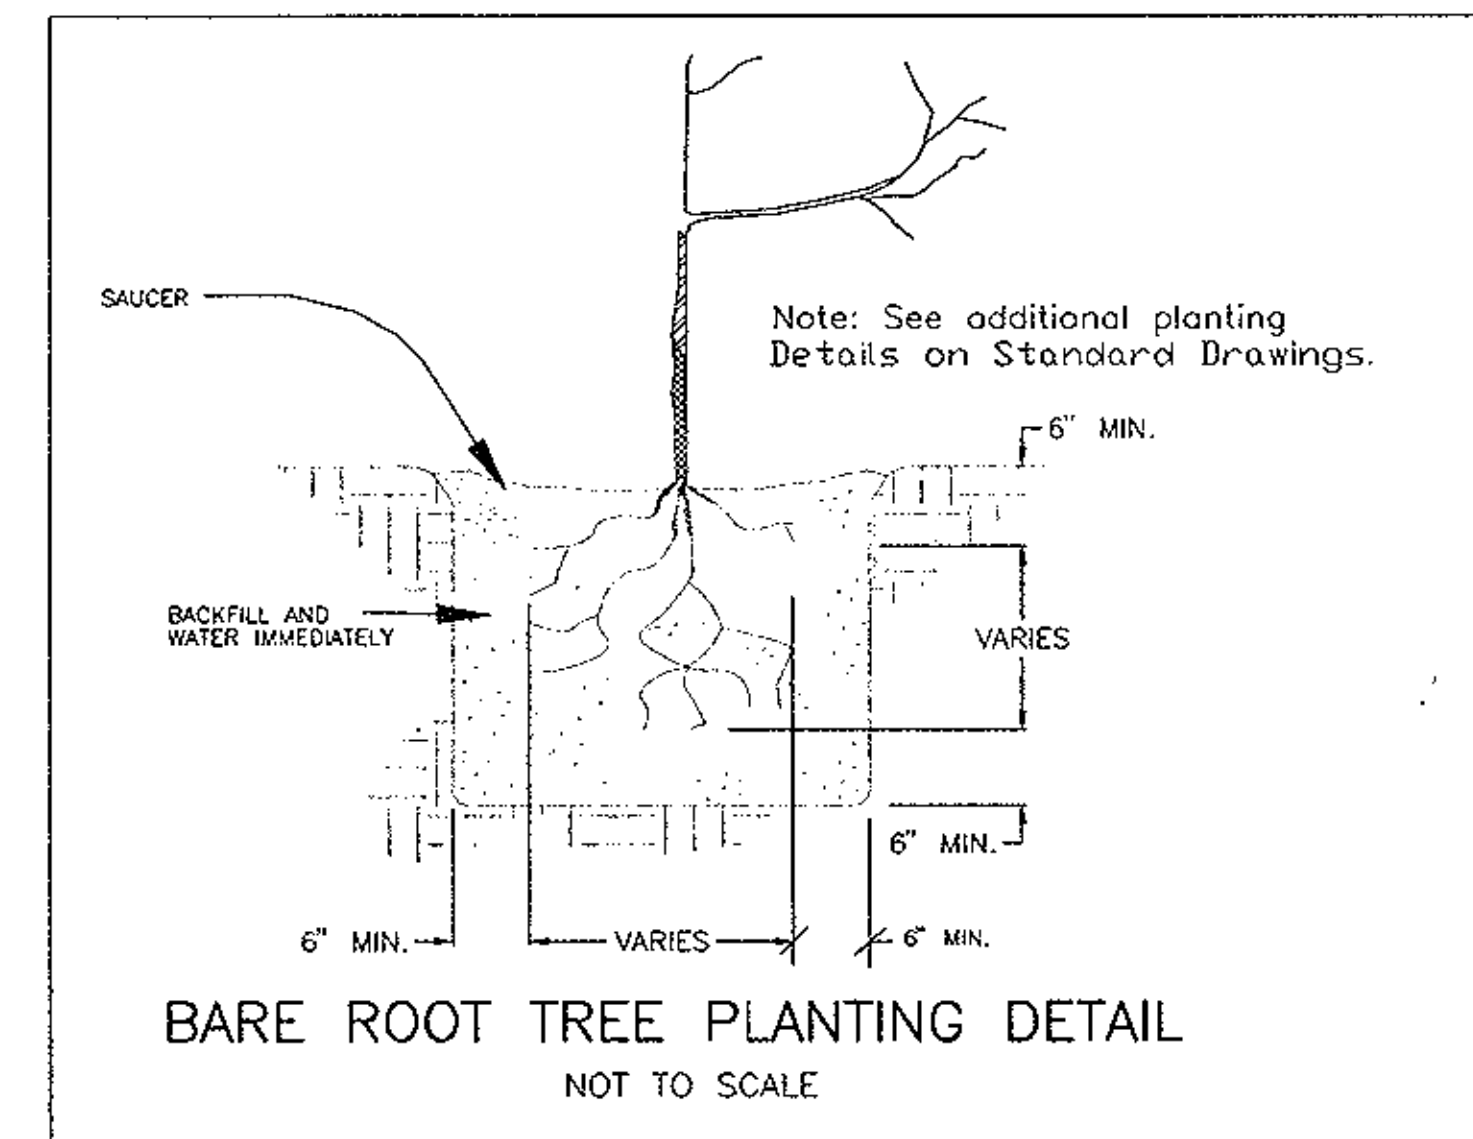 SAUCER
Note: See additional planting
Details on Standard Drawings.
6" MIN.
BACKFILL AND
WATER IMMEDIATELY
VARIES
6" MIN.
6" MIN.
VARIES
6" MIN.
BARE ROOT TREE PLANTING DETAIL
NOT TO SCALE